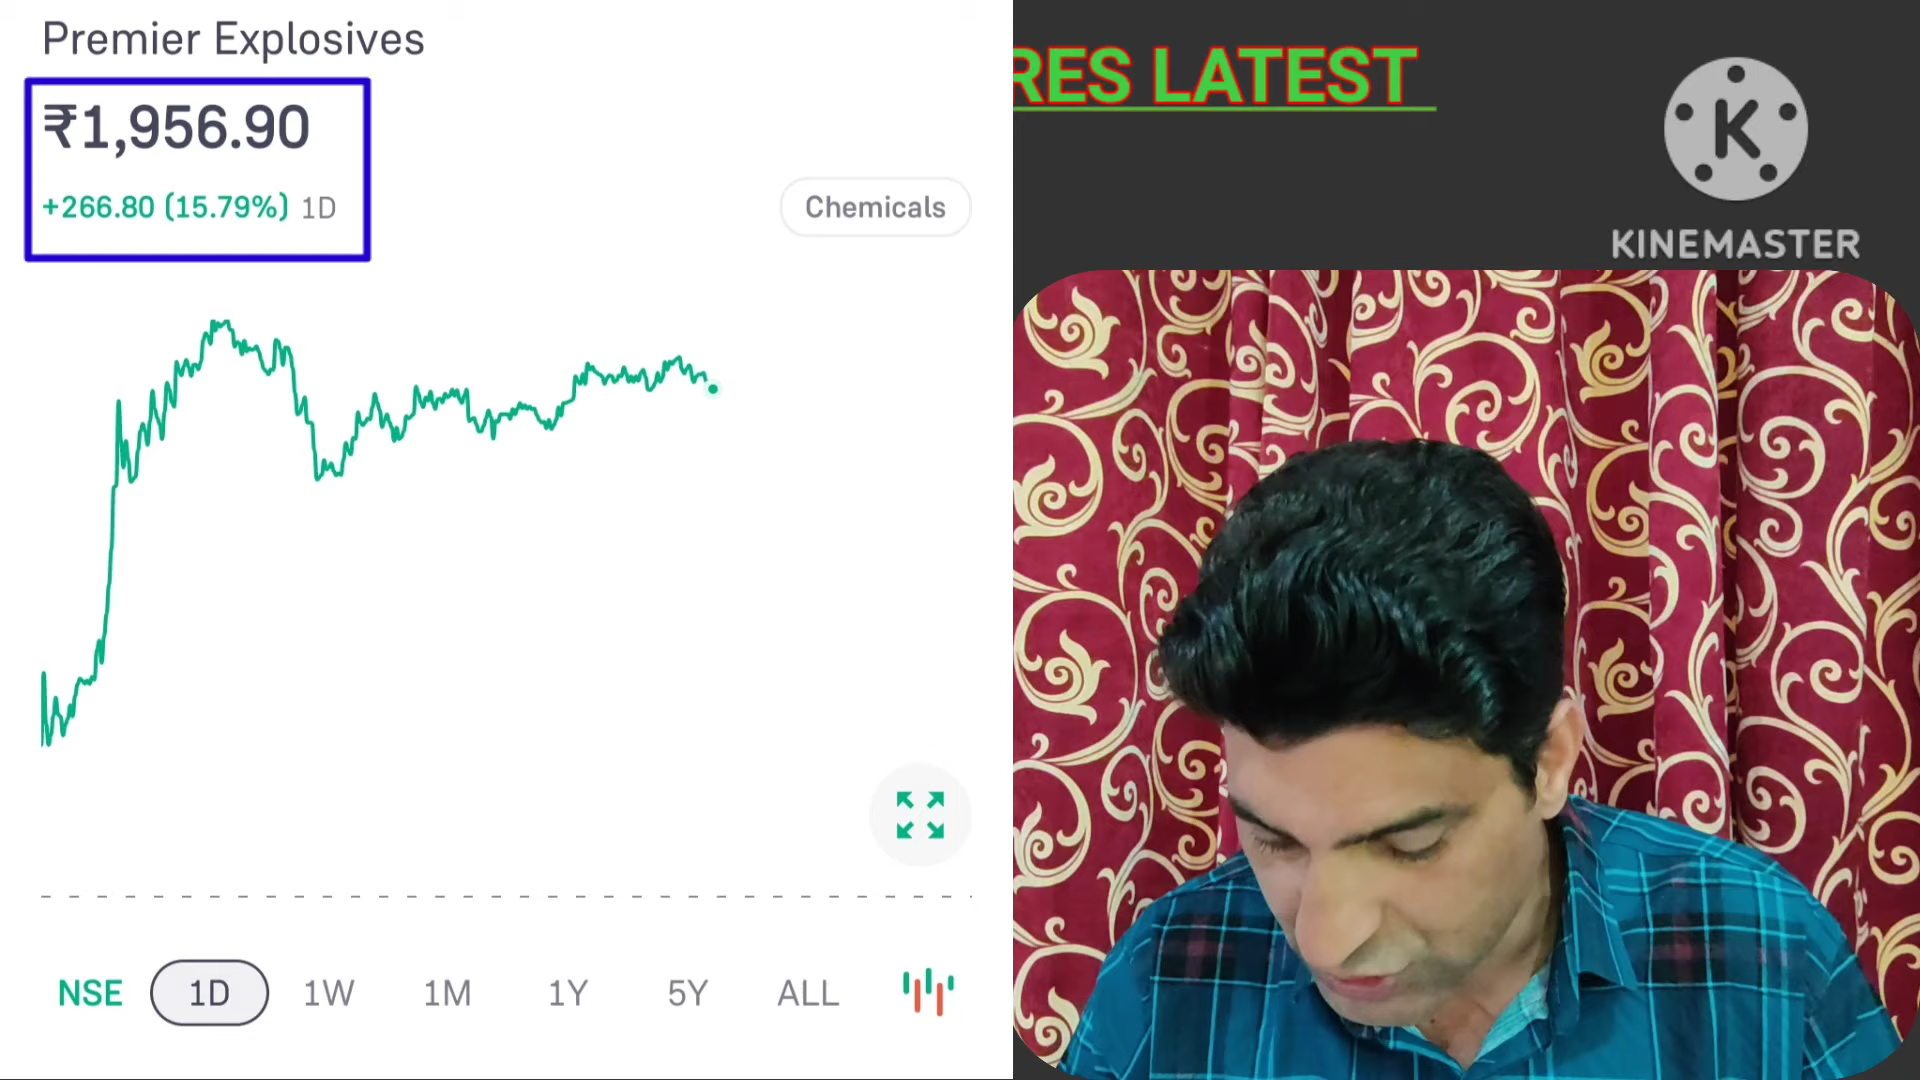 Premier Explosives
₹1,956.90
+266.80 (15.79%) 1D
Chemicals
NSE 1D 1W 1M 1Y 5Y ALL
RES LATEST
K
KINEMASTER